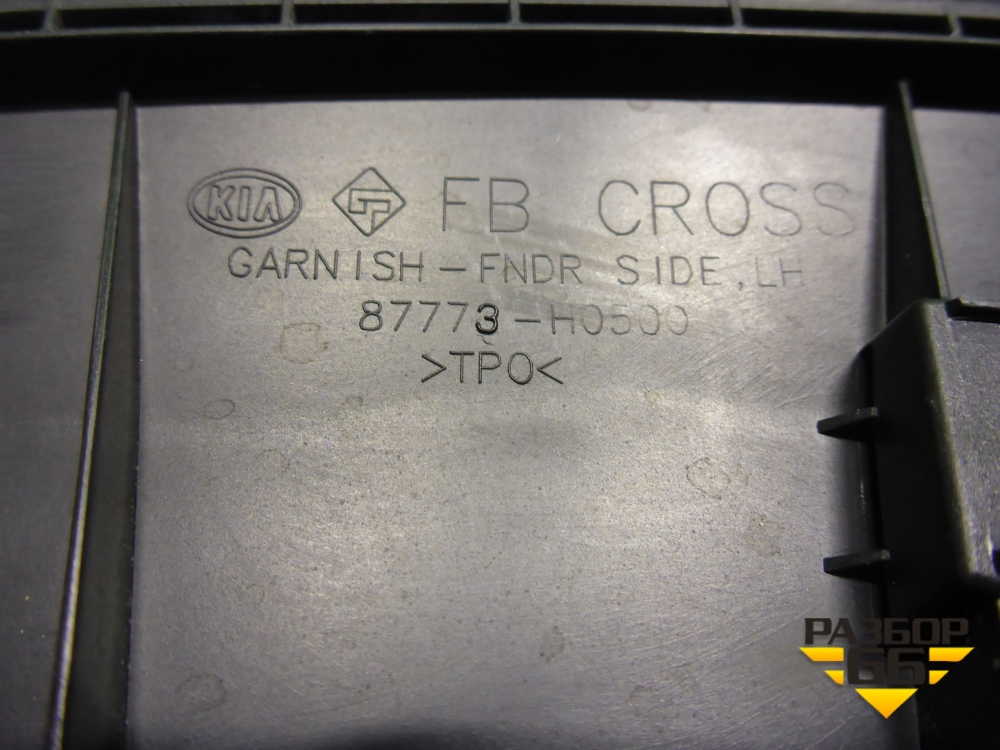 KIA FB CROSS
GARNISH-FNDR SIDE,LH
87773-H0500
>TPO<
РАЗБОР
66